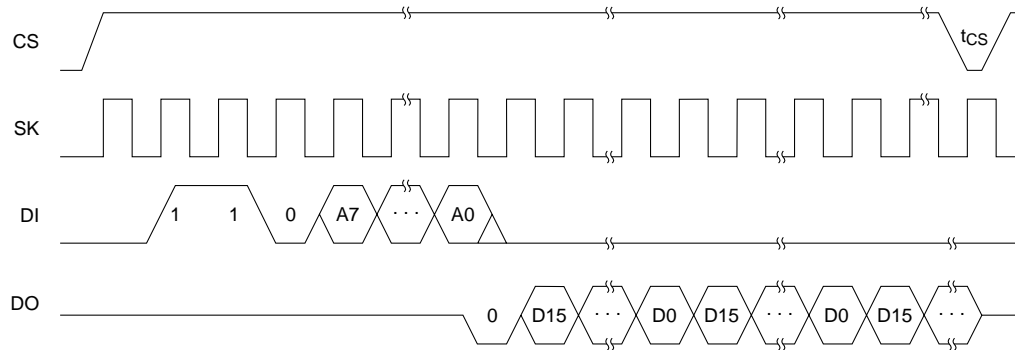 CS tCS
SK
DI 1 1 0 A7 · · · A0
DO 0 D15 · · · D0 D15 · · · D0 D15 · · ·